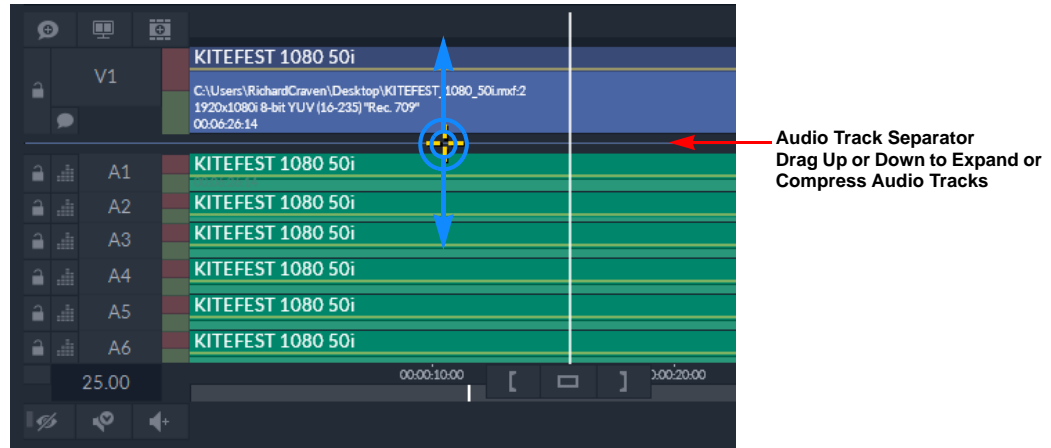 V1
KITEFEST 1080 50i
C:\Users\RichardCraven\Desktop\KITEFEST_1080_50i.mxf:2
1920x1080i 8-bit YUV (16-235) "Rec. 709"
00:06:26:14
Audio Track Separator
Drag Up or Down to Expand or
Compress Audio Tracks
A1 KITEFEST 1080 50i
A2 KITEFEST 1080 50i
A3 KITEFEST 1080 50i
A4 KITEFEST 1080 50i
A5 KITEFEST 1080 50i
A6 KITEFEST 1080 50i
25.00 00:00:10:00 [ ] :00:20:00